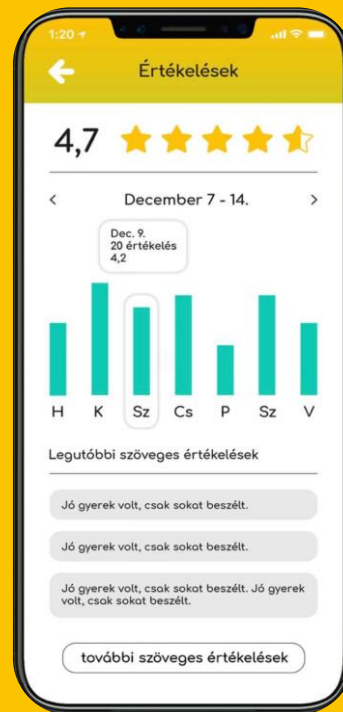 1:20
Értékelések
4,7
December 7 - 14.
Dec. 9.
20 értékelés
4,2
H K Sz Cs P Sz V
Legutóbbi szöveges értékelések
Jó gyerek volt, csak sokat beszélt.
Jó gyerek volt, csak sokat beszélt.
Jó gyerek volt, csak sokat beszélt. Jó gyerek
volt, csak sokat beszélt.
további szöveges értékelések